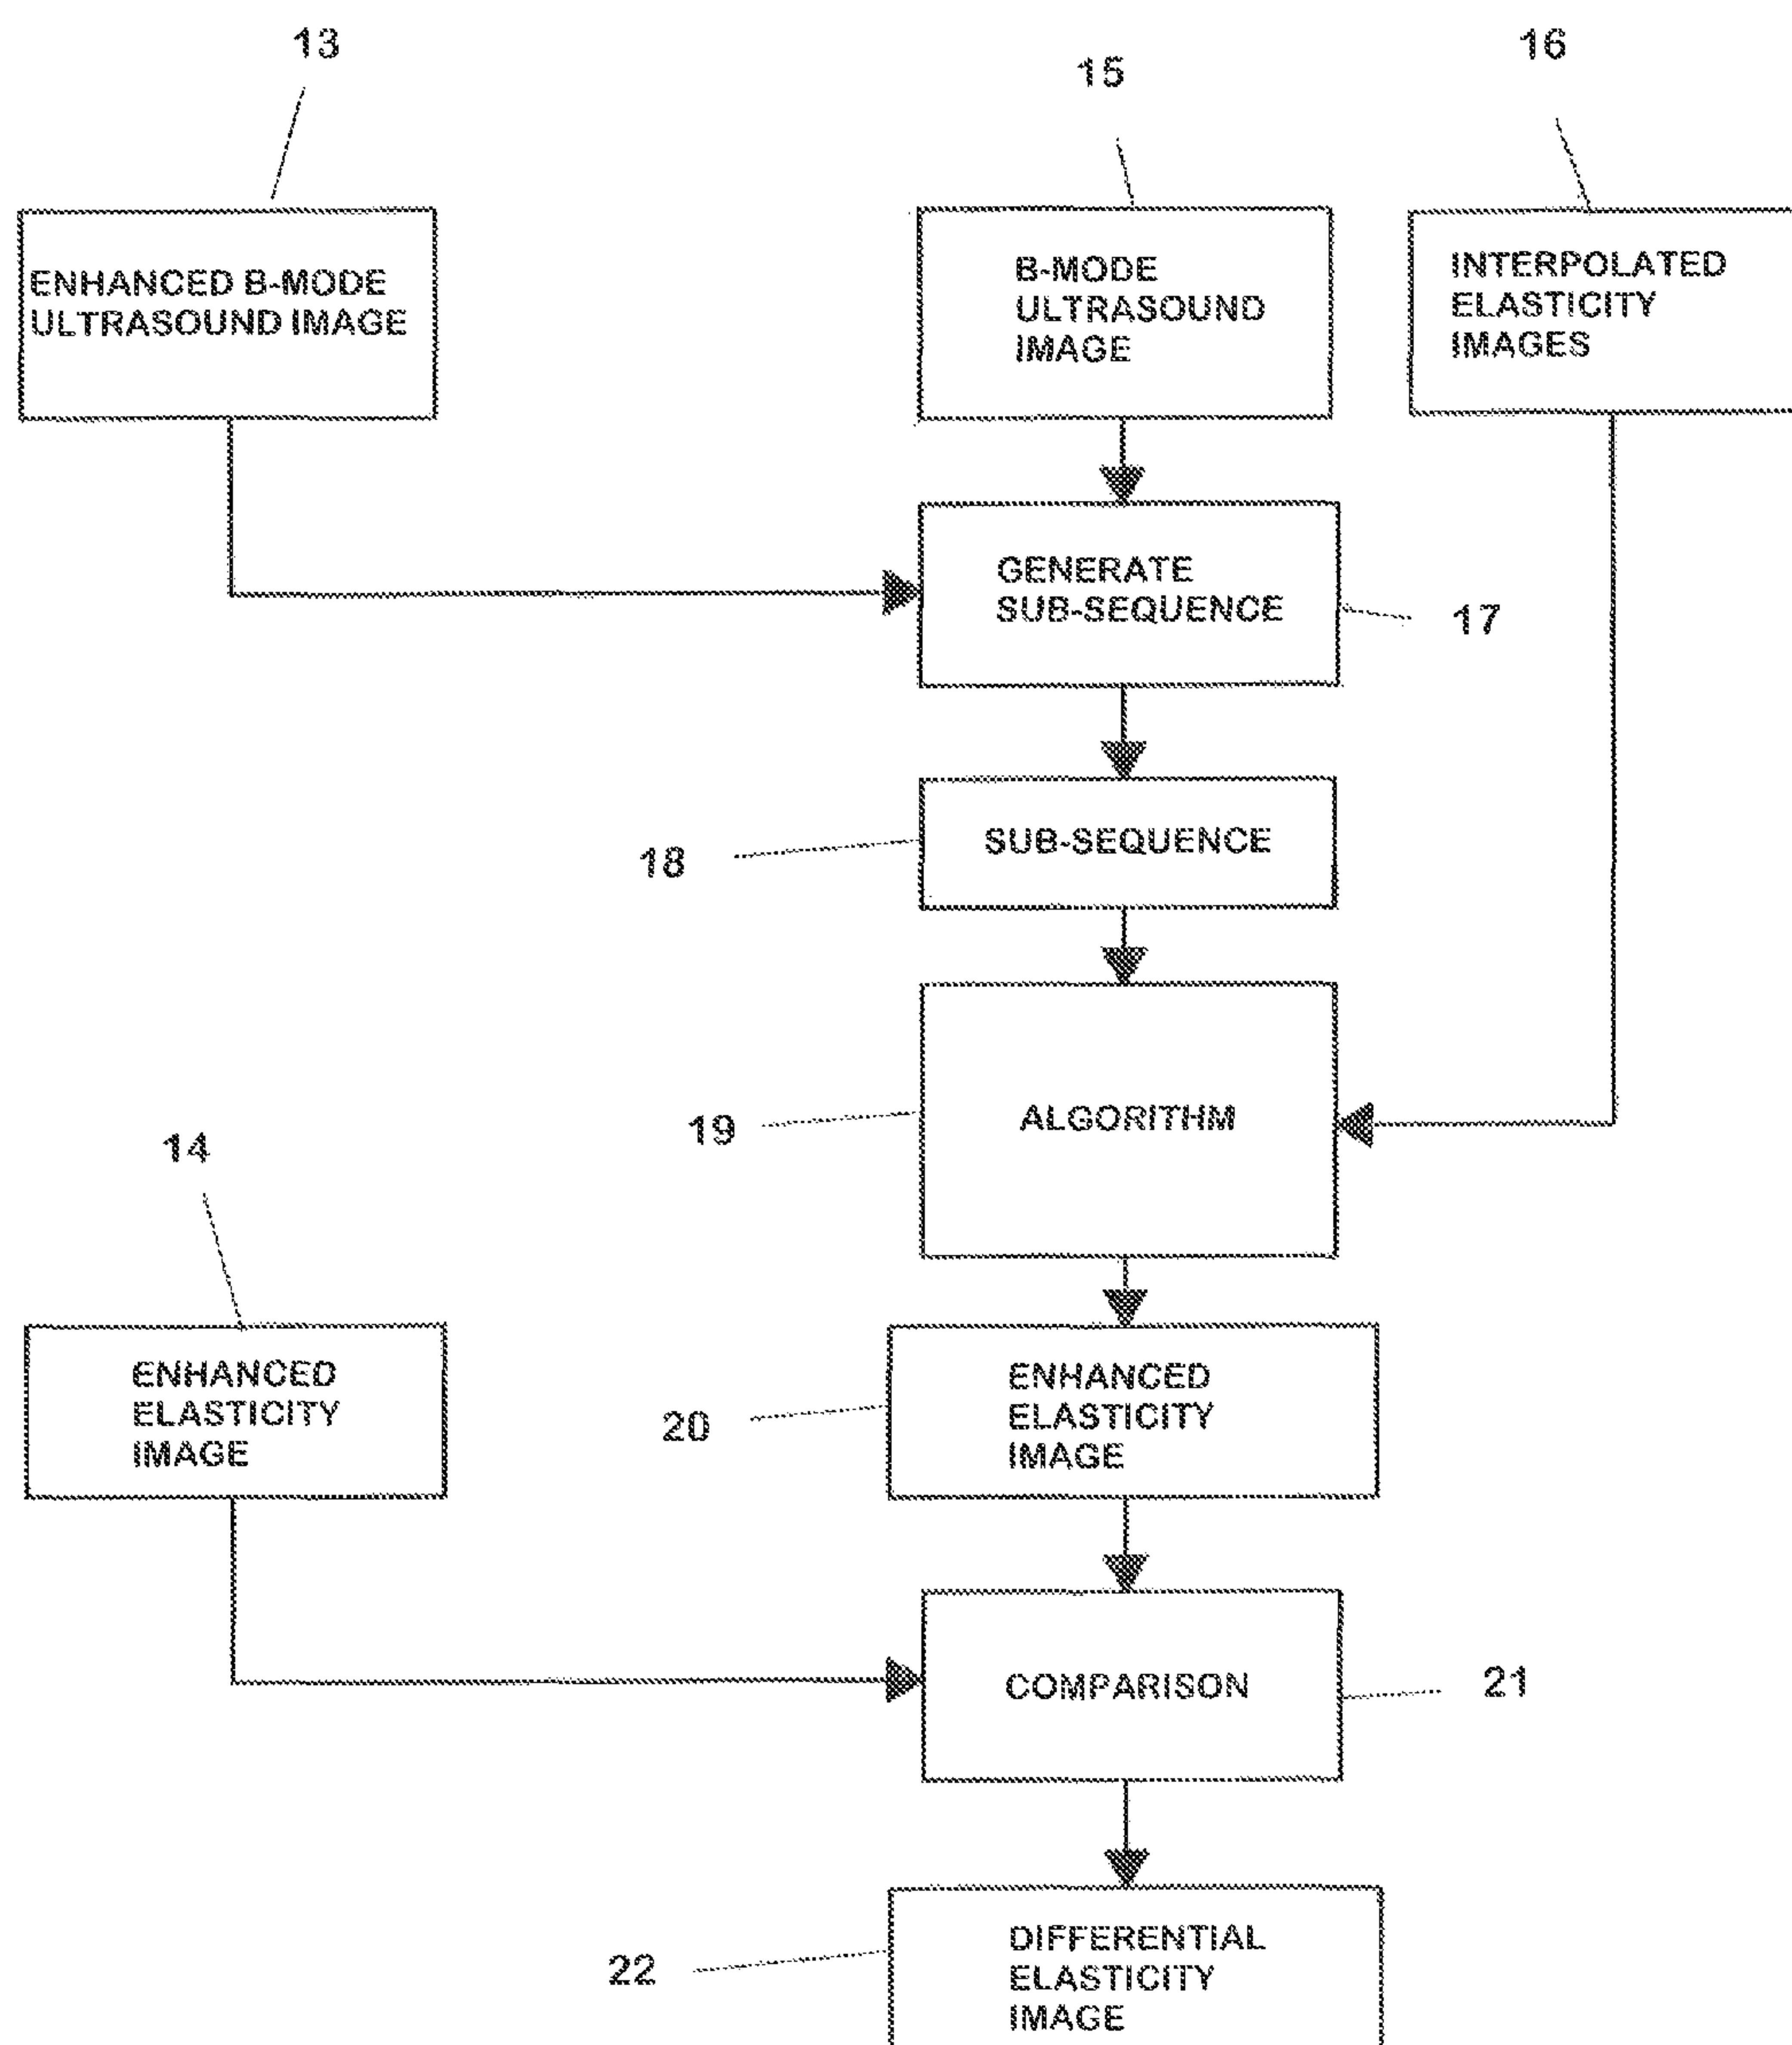 13
15
16
ENHANCED B-MODE
ULTRASOUND IMAGE
B-MODE
ULTRASOUND
IMAGE
INTERPOLATED
ELASTICITY
IMAGES
GENERATE
SUB-SEQUENCE
17
SUB-SEQUENCE
18
ALGORITHM
19
14
ENHANCED
ELASTICITY
IMAGE
ENHANCED
ELASTICITY
IMAGE
20
COMPARISON
21
DIFFERENTIAL
ELASTICITY
IMAGE
22